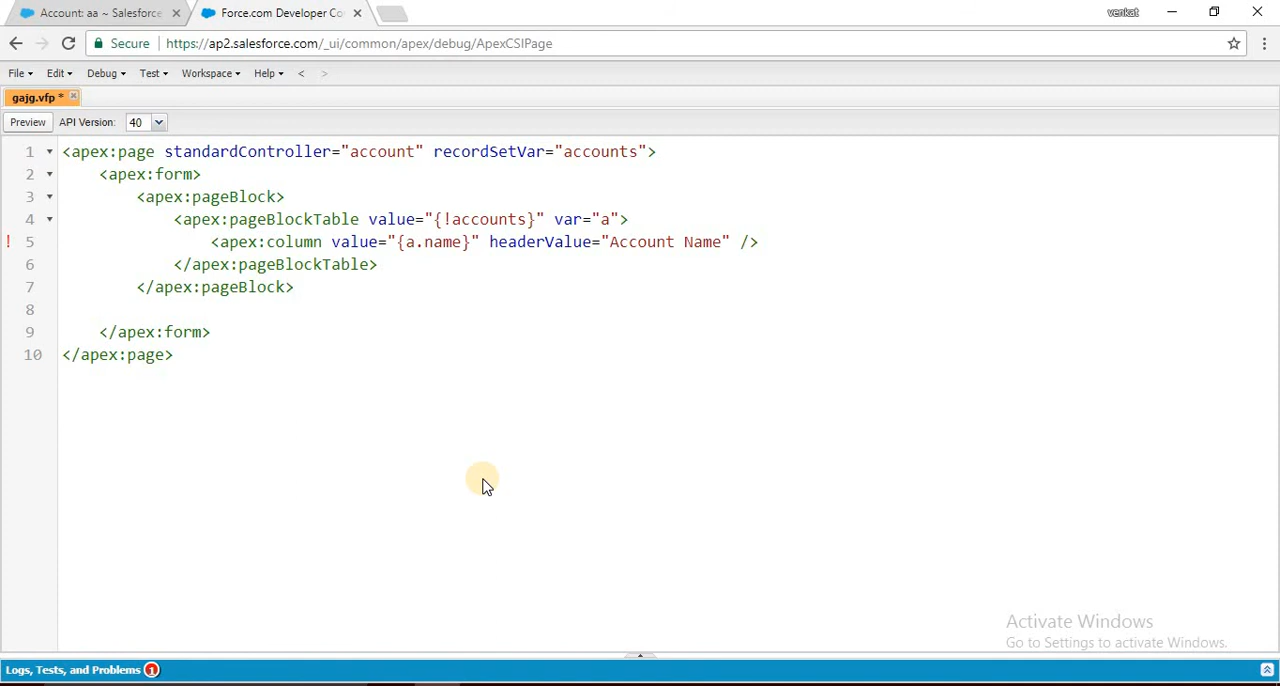 Account: aa ~ Salesforce
Force.com Developer Co
venkat
Secure
https://ap2.salesforce.com/_ui/common/apex/debug/ApexCSIPage
File Edit Debug Test Workspace Help < >
gajg.vfp *
Preview API Version: 40
1 <apex:page standardController="account" recordSetVar="accounts">
2 <apex:form>
3 <apex:pageBlock>
4 <apex:pageBlockTable value="{!accounts}" var="a">
! 5 <apex:column value="{a.name}" headerValue="Account Name" />
6 </apex:pageBlockTable>
7 </apex:pageBlock>
8
9 </apex:form>
10 </apex:page>
Activate Windows
Go to Settings to activate Windows.
Logs, Tests, and Problems 1